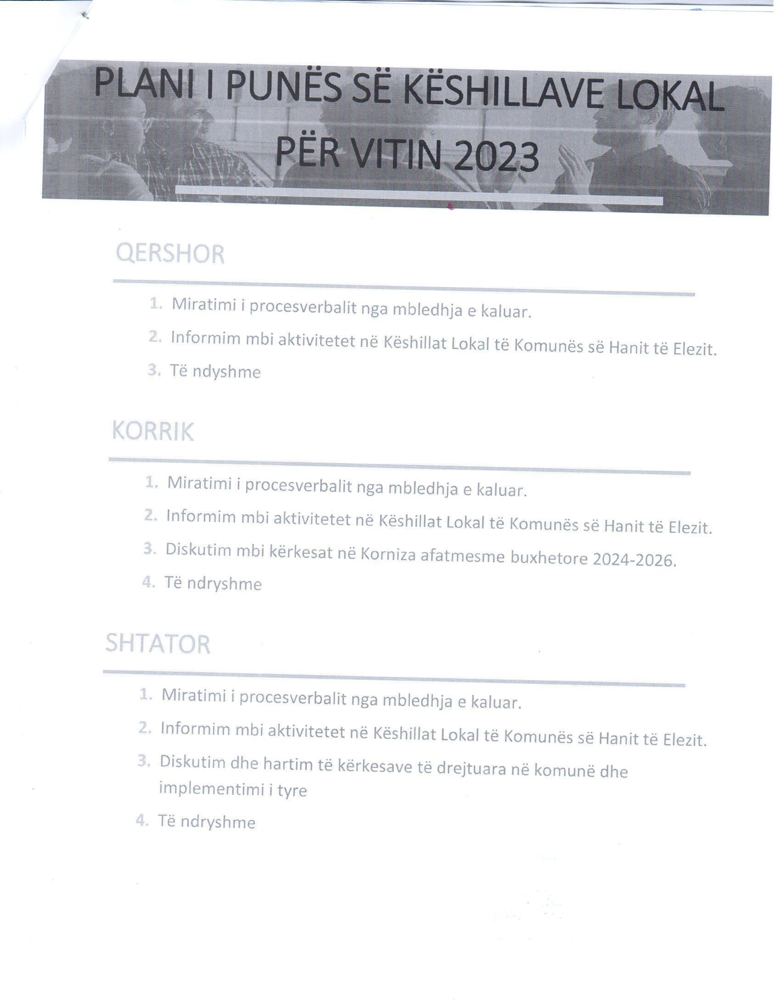 PLANI I PUNËS SË KËSHILLAVE LOKAL
PËR VITIN 2023
QERSHOR
1. Miratimi i procesverbalit nga mbledhja e kaluar.
2. Informim mbi aktivitetet në Këshillat Lokal të Komunës së Hanit të Elezit.
3. Të ndyshme
KORRIK
1. Miratimi i procesverbalit nga mbledhja e kaluar.
2. Informim mbi aktivitetet në Këshillat Lokal të Komunës së Hanit të Elezit.
3. Diskutim mbi kërkesat në Korniza afatmesme buxhetore 2024-2026.
4. Të ndryshme
SHTATOR
1. Miratimi i procesverbalit nga mbledhja e kaluar.
2. Informim mbi aktivitetet në Këshillat Lokal të Komunës së Hanit të Elezit.
3. Diskutim dhe hartim të kërkesave të drejtuara në komunë dhe
implementimi i tyre
4. Të ndryshme